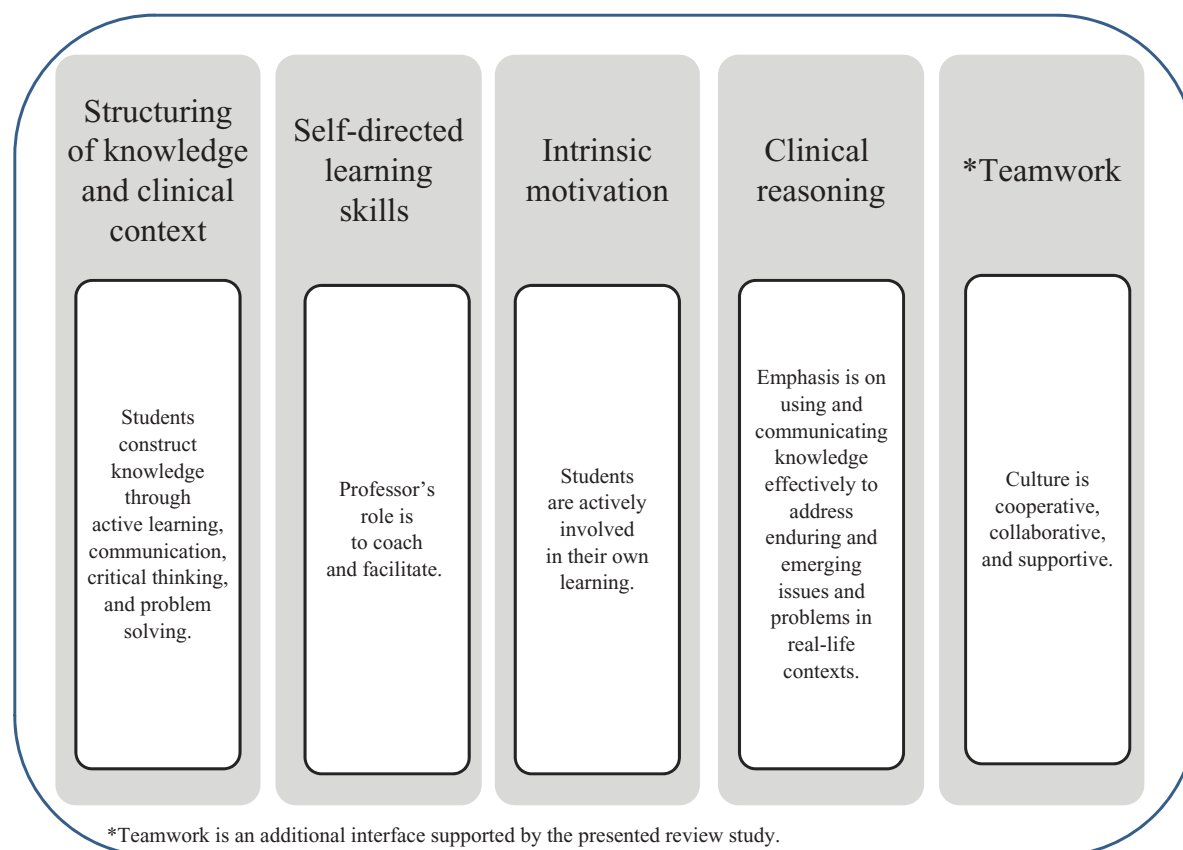 Structuring
of knowledge
and clinical
context
Students
construct
knowledge
through
active learning,
communication,
critical thinking,
and problem
solving.
Self-directed
learning
skills
Professor’s
role is
to coach
and facilitate.
Intrinsic
motivation
Students
are actively
involved
in their own
learning.
Clinical
reasoning
Emphasis is on
using and
communicating
knowledge
effectively to
address
enduring and
emerging
issues and
problems in
real-life
contexts.
*Teamwork
Culture is
cooperative,
collaborative,
and supportive.
*Teamwork is an additional interface supported by the presented review study.